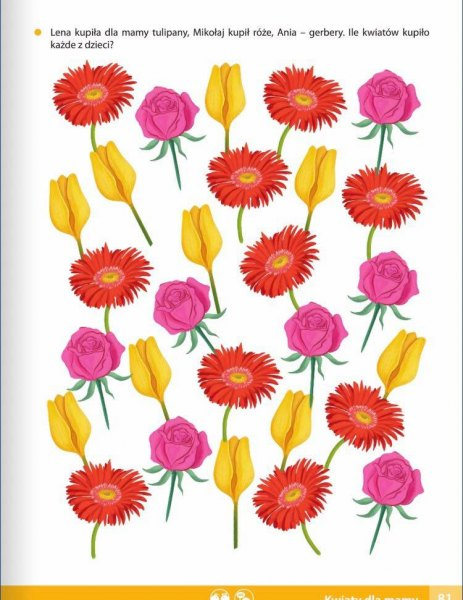 Lena kupiła dla mamy tulipany, Mikołaj kupił róże, Ania – gerbery. Ile kwiatów kupiło
każde z dzieci?
Kwiaty dla mamy 81